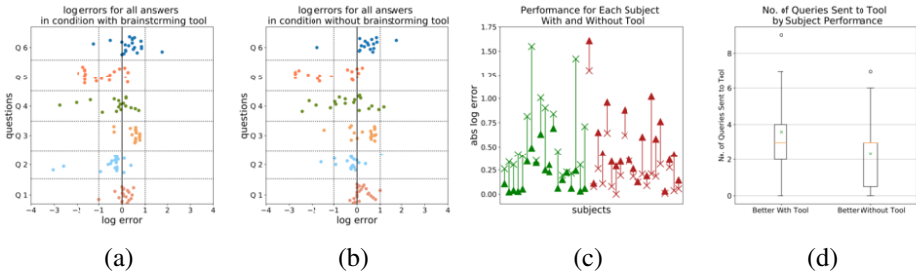 log errors for all answers
in condition with brainstorming tool
questions
Q 6
Q 5
Q 4
Q 3
Q 2
Q 1
−4 −3 −2 −1 0 1 2 3 4
log error
(a)
log errors for all answers
in condition without brainstorming tool
questions
Q 6
Q 5
Q 4
Q 3
Q 2
Q 1
−4 −3 −2 −1 0 1 2 3 4
log error
(b)
Performance for Each Subject
With and Without Tool
abs log error
1.75
1.50
1.25
1.00
0.75
0.50
0.25
0.00
subjects
(c)
No. of Queries Sent to Tool
by Subject Performance
No. of Queries Sent to Tool
8
6
4
2
0
Better With Tool Better Without Tool
(d)